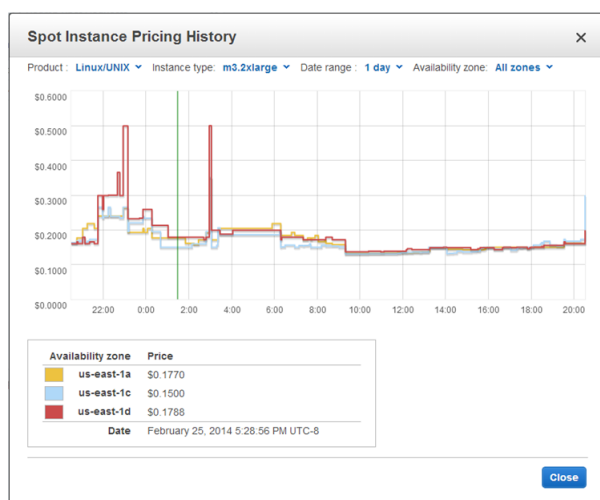 Spot Instance Pricing History ×
Product : Linux/UNIX Instance type: m3.2xlarge Date range : 1 day Availability zone: All zones
$0.6000
$0.5000
$0.4000
$0.3000
$0.2000
$0.1000
$0.0000
22:00 0:00 2:00 4:00 6:00 8:00 10:00 12:00 14:00 16:00 18:00 20:00
Availability zone Price
us-east-1a $0.1770
us-east-1c $0.1500
us-east-1d $0.1788
Date February 25, 2014 5:28:56 PM UTC-8
Close